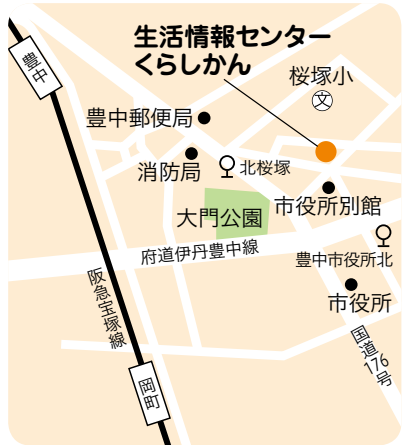 生活情報センター
くらしかん
豊中
桜塚小
文
豊中郵便局
消防局
北桜塚
市役所別館
大門公園
府道伊丹豊中線
豊中市役所北
阪急宝塚線
市役所
国道176号
岡町